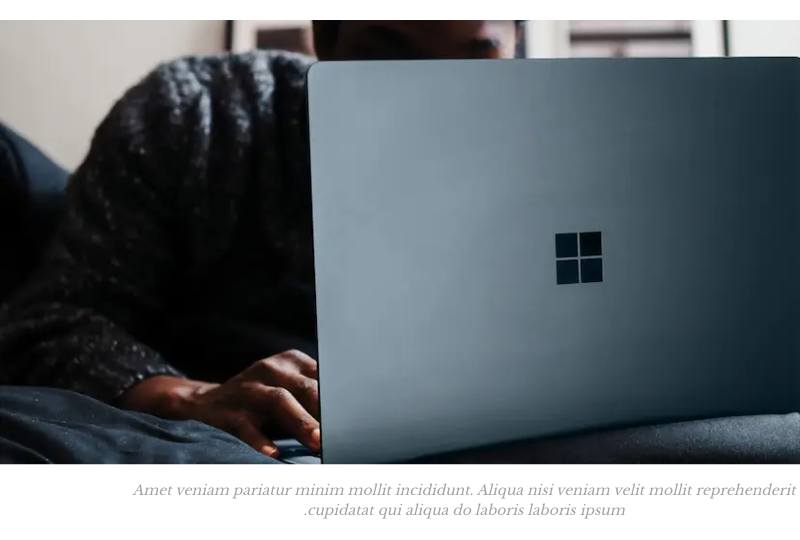 Amet veniam pariatur minim mollit incididunt. Aliqua nisi veniam velit mollit reprehenderit
.cupidatat qui aliqua do laboris laboris ipsum